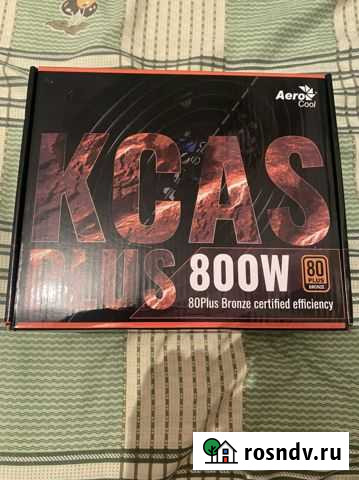 Aero
Cool
KCAS
PLUS 800W
80
PLUS
BRONZE
80Plus Bronze certified efficiency
rosndv.ru